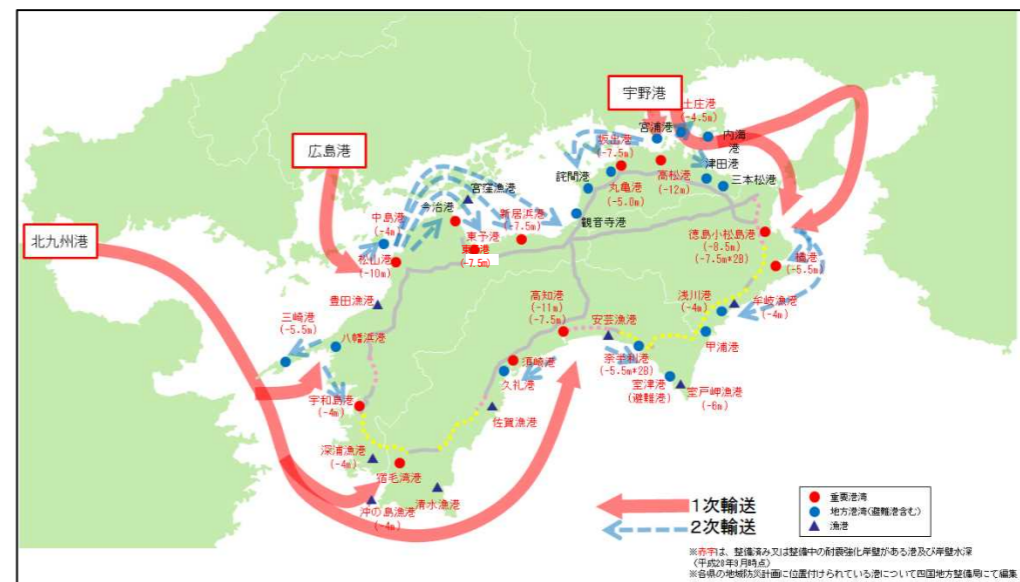 宇野港
土庄港
(-4.5m)
宮浦港
内海
港
坂出港
(-7.5m)
広島港
津田港
高松港
(-12m)
三本松港
詫間港
丸亀港
(-5.0m)
宮窪漁港
今治港
新居浜港
(-7.5m)
観音寺港
中島港
(-4m)
北九州港
東予港
(-7.5m)
徳島小松島港
(-8.5m)
(-7.5m*2B)
松山港
(-10m)
橘港
(-5.5m)
豊田漁港
高知港
(-11m)
(-7.5m)
浅川港
(-4m)
牟岐漁港
(-4m)
三崎港
(-5.5m)
安芸漁港
八幡浜港
甲浦港
奈半利港
(-5.5m*2B)
須崎港
久礼港
室津港
(避難港)
室戸岬漁港
(-6m)
宇和島港
(-4m)
佐賀漁港
深浦漁港
(-4m)
宿毛湾港
清水漁港
沖の島漁港
(-4m)
1次輸送
2次輸送
重要港湾
地方港湾(避難港含む)
漁港
※赤字は、整備済み又は整備中の耐震強化岸壁がある港及び岸壁水深
(平成28年9月時点)
※各県の地域防災計画に位置付けられている港について四国地方整備局にて編集